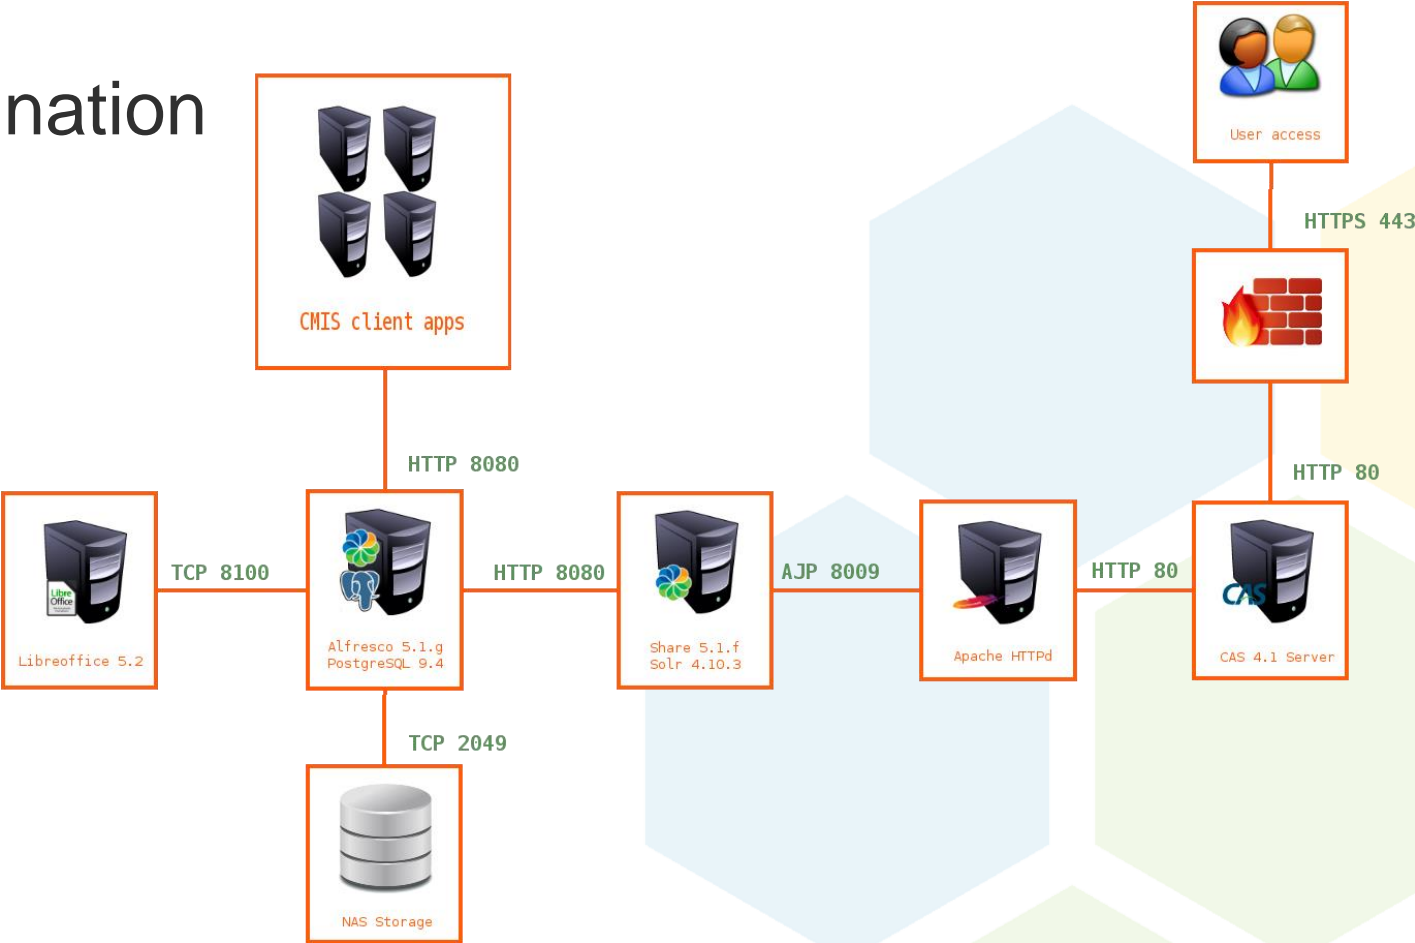 nation
User access
HTTPS 443
CMIS client apps
HTTP 8080
HTTP 80
TCP 8100
HTTP 8080
AJP 8009
HTTP 80
Libre
Office
CAS
Libreoffice 5.2
Alfresco 5.1.g
PostgreSQL 9.4
Share 5.1.f
Solr 4.10.3
Apache HTTPd
CAS 4.1 Server
TCP 2049
NAS Storage